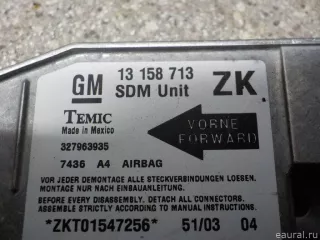 GM 13 158 713 ZK
SDM Unit
TEMIC
Made in Mexico
VORNE
FORWARD
327963935
7436 A4 AIRBAG
VOR JEDER DEMONTAGE ALLE STECKVERBINDUNGEN LOESEN.
MONTAGE NUR NACH EINBAUANLEITUNG.
BEFORE EVERY DISASSEMBLY. DETACH ALL CONNECTORS.
ASSEMBLE STRICTLY ACCORDING TO MANUAL INSTRUCTIONS
*ZKT01547256* 51/03 04
eaural.ru